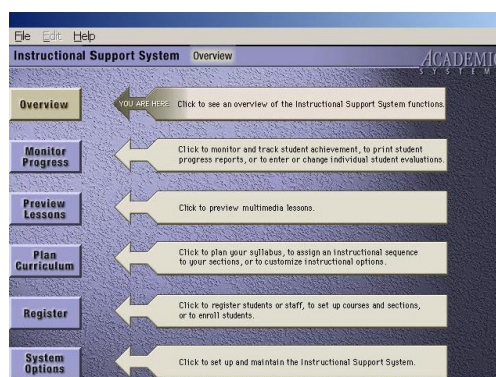 File Edit Help
Instructional Support System Overview
ACADEMIC
SYSTEM
Overview
YOU ARE HERE
Click to see an overview of the Instructional Support System functions.
Monitor
Progress
Click to monitor and track student achievement, to print student
progress reports, or to enter or change individual student evaluations.
Preview
Lessons
Click to preview multimedia lessons.
Plan
Curriculum
Click to plan your syllabus, to assign an instructional sequence
to your sections, or to customize instructional options.
Register
Click to register students or staff, to set up courses and sections,
or to enroll students.
System
Options
Click to set up and maintain the Instructional Support System.